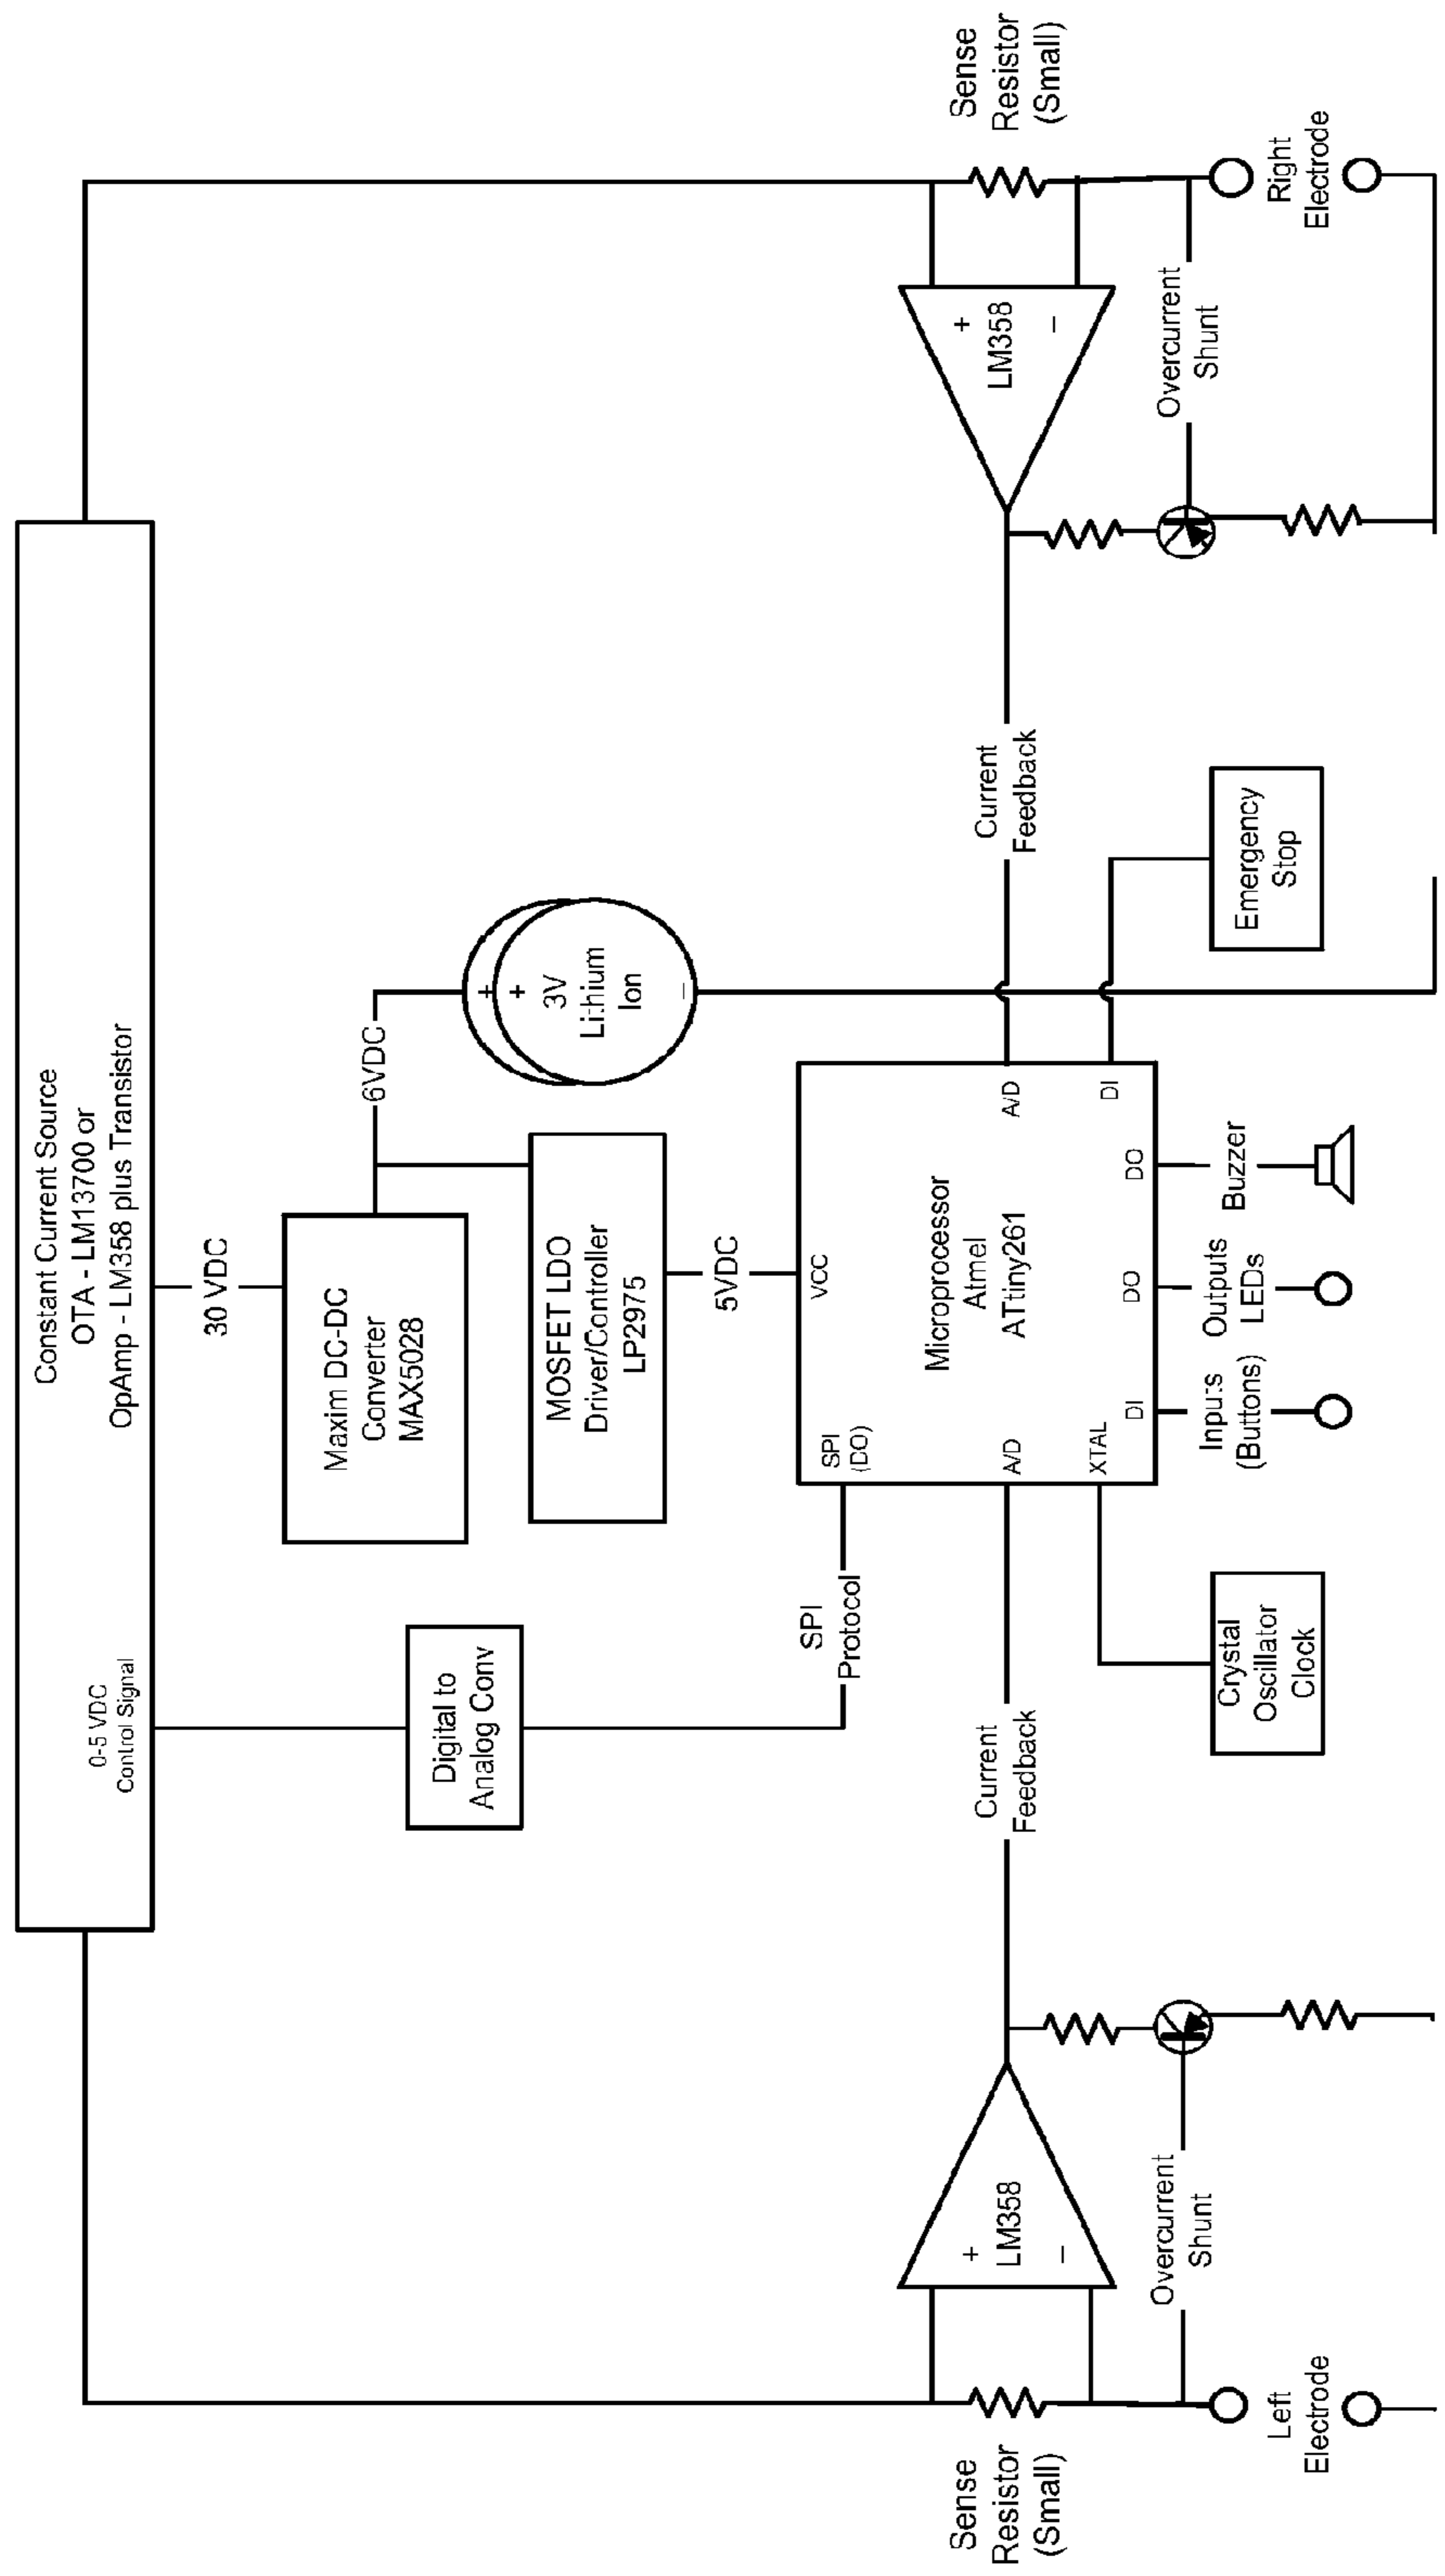 Constant Current Source
OTA - LM13700 or
OpAmp - LM358 plus Transistor
0-5 VDC
Control Signal
30 VDC
Maxim DC-DC
Converter
MAX5028
6VDC
+
+
3V
Lithium
Ion
−
Digital to
Analog Conv
MOSFET LDO
Driver/Controller
LP2975
5VDC
SPI
Protocol
VCC
SPI
(DO)
Microprocessor
Atmel
ATtiny261
A/D
A/D
XTAL
DI
DO
DO
DI
Current
Feedback
Current
Feedback
Sense
Resistor
(Small)
+
LM358
−
Overcurrent
Shunt
Left
Electrode
Crystal
Oscillator
Clock
Inputs
(Buttons)
Outputs
LEDs
Buzzer
Emergency
Stop
Sense
Resistor
(Small)
+
LM358
−
Overcurrent
Shunt
Right
Electrode